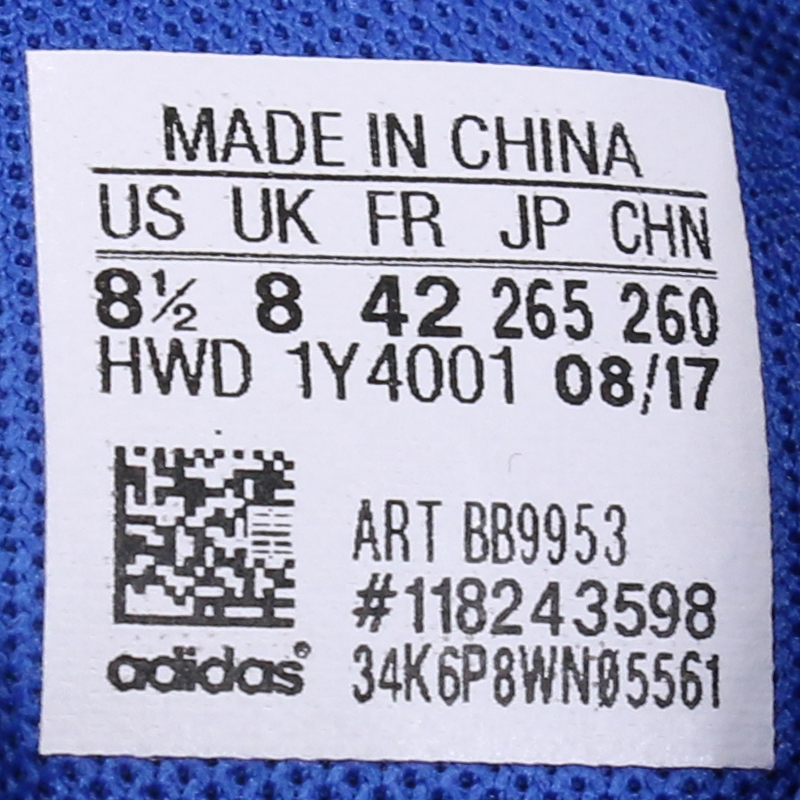 MADE IN CHINA
US UK FR JP CHN
8½ 8 42 265 260
HWD 1Y4001 08/17
ART BB9953
#118243598
adidas® 34K6P8WN05561